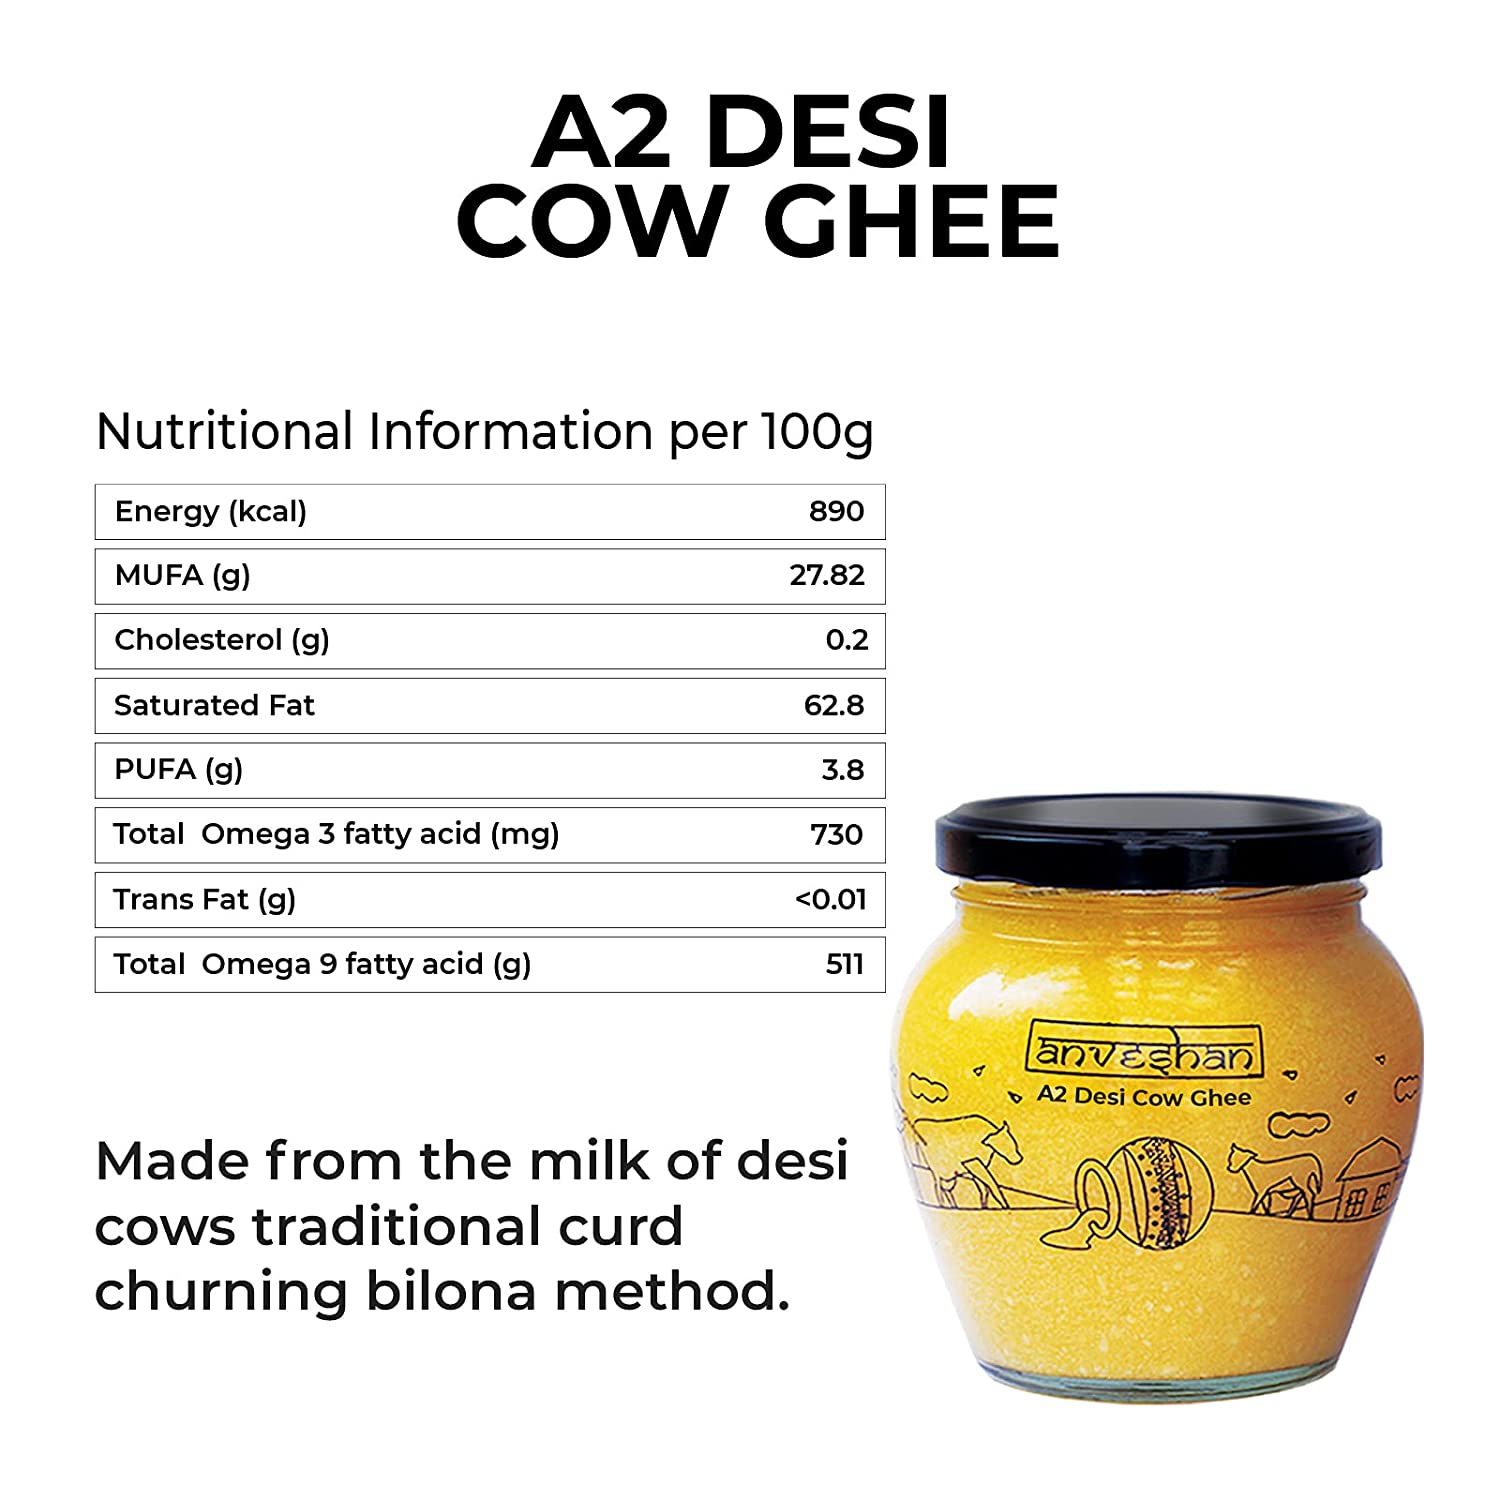 A2 DESI
COW GHEE
Nutritional Information per 100g
Energy (kcal) 890
MUFA (g) 27.82
Cholesterol (g) 0.2
Saturated Fat 62.8
PUFA (g) 3.8
Total Omega 3 fatty acid (mg) 730
Trans Fat (g) <0.01
Total Omega 9 fatty acid (g) 511
anveshan
A2 Desi Cow Ghee
Made from the milk of desi
cows traditional curd
churning bilona method.